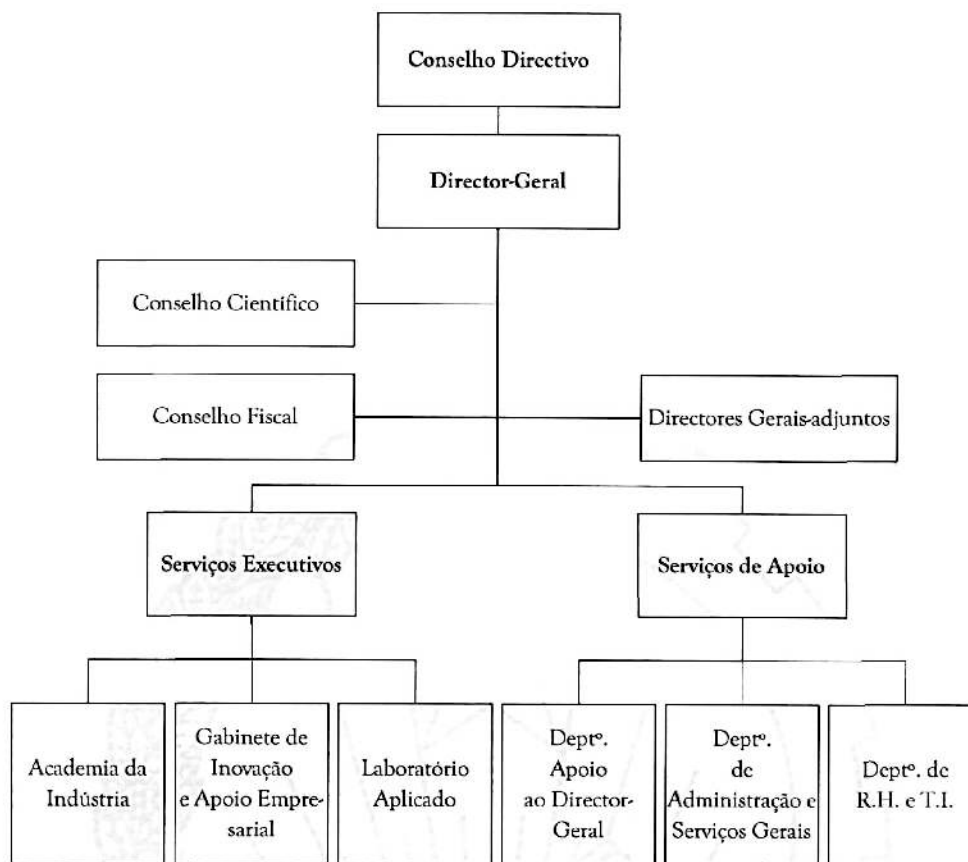 Conselho Directivo
Director-Geral
Conselho Científico
Conselho Fiscal
Directores Gerais-adjuntos
Serviços Executivos
Serviços de Apoio
Academia da
Indústria
Gabinete de
Inovação
e Apoio Empre-
sarial
Laboratório
Aplicado
Deptº.
Apoio
ao Director-
Geral
Deptº.
de
Administração e
Serviços Gerais
Deptº. de
R.H. e T.I.